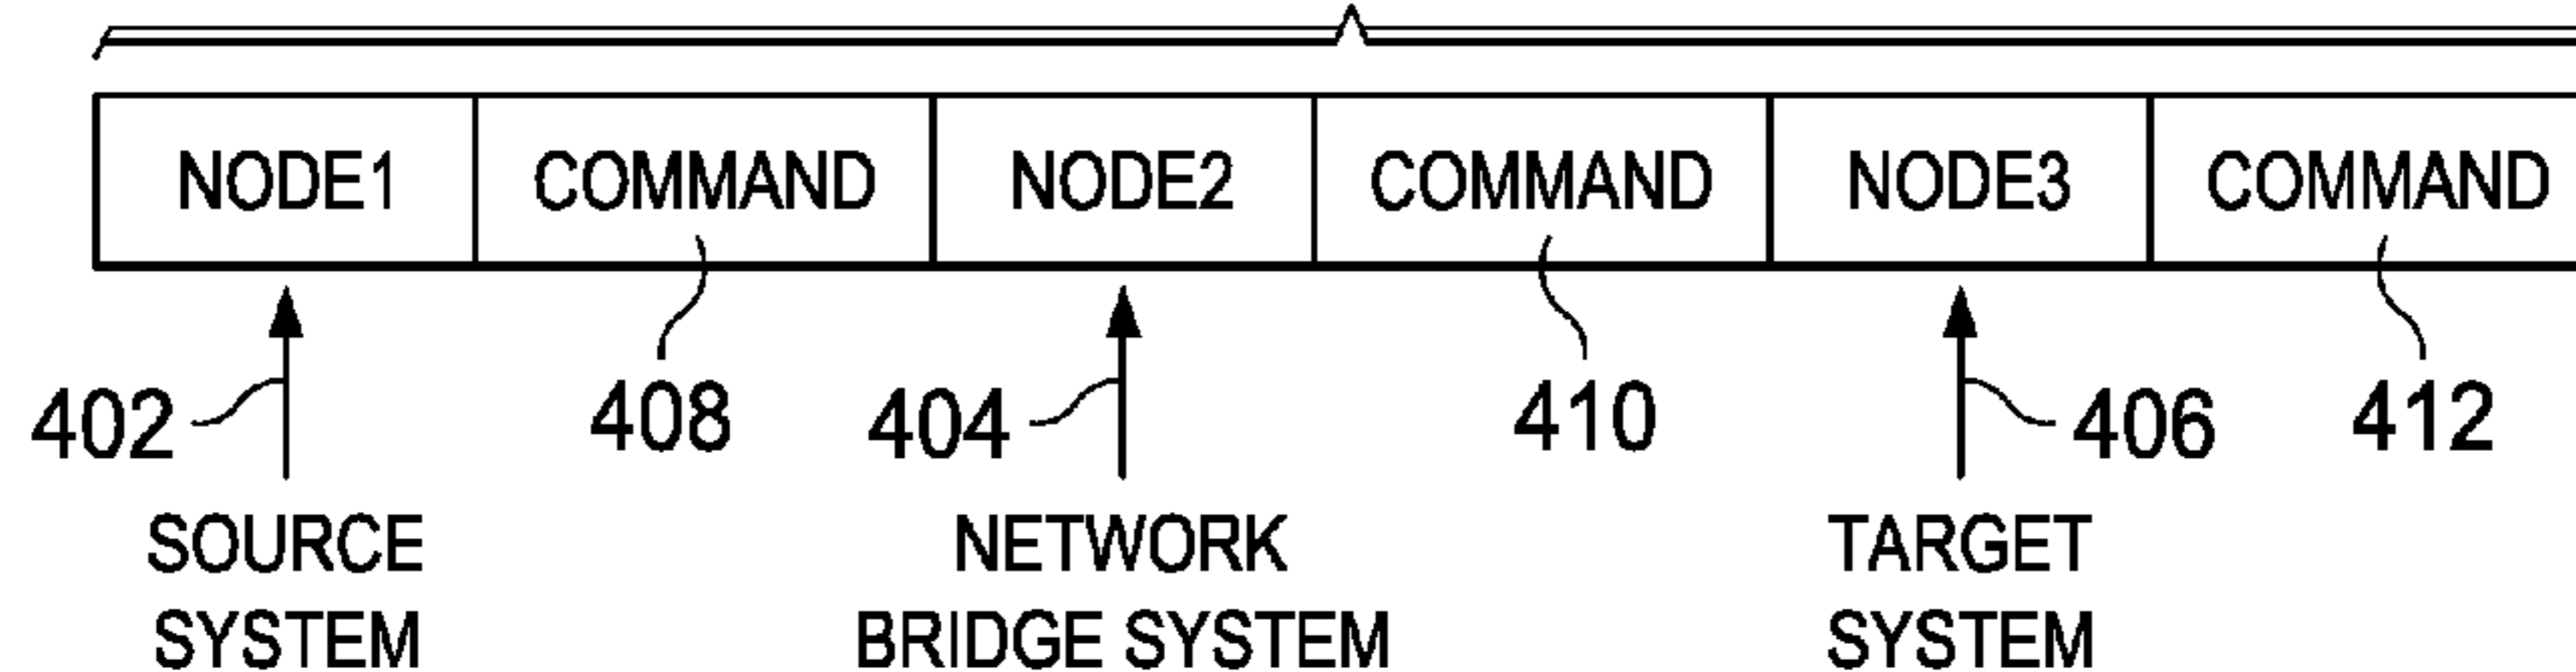 NODE1 COMMAND NODE2 COMMAND NODE3 COMMAND
402 408 404 410 406 412
SOURCE NETWORK TARGET
SYSTEM BRIDGE SYSTEM SYSTEM